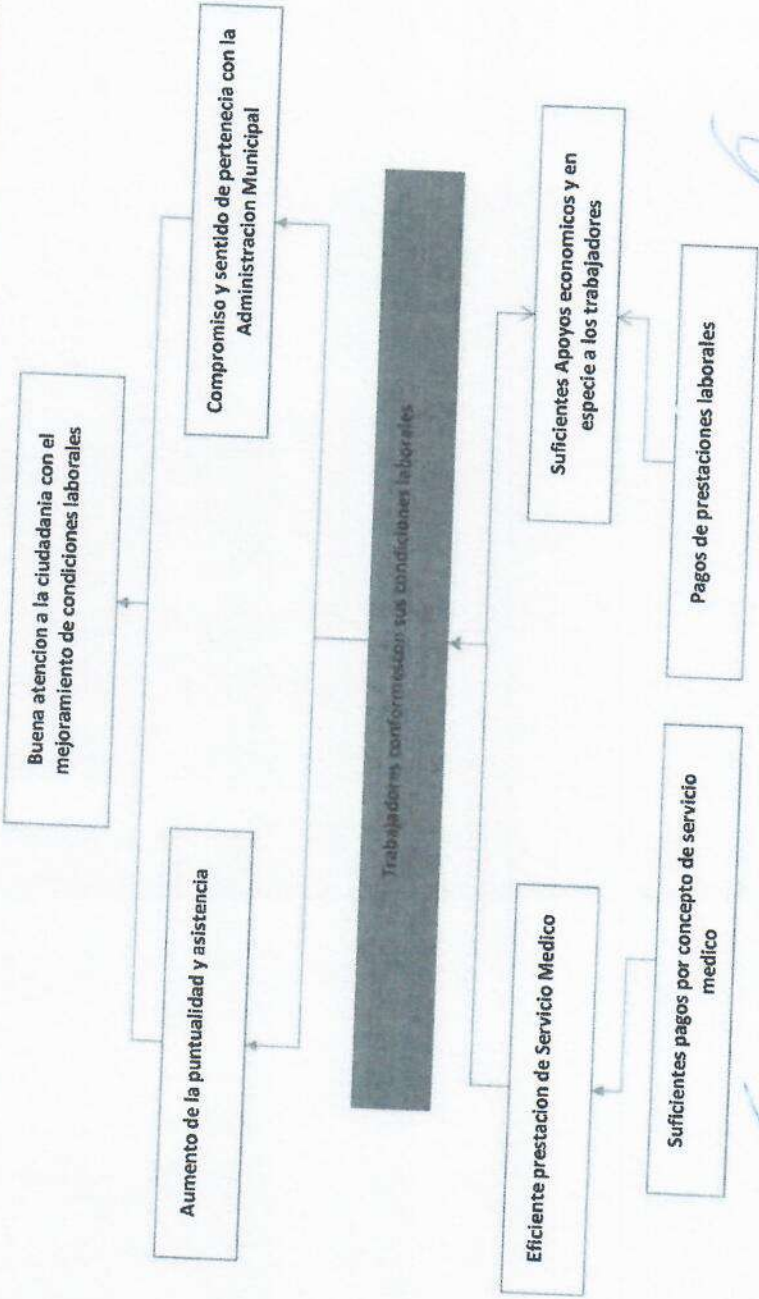 Buena atencion a la ciudadania con el
mejoramiento de condiciones laborales
Aumento de la puntualidad y asistencia
Compromiso y sentido de pertenecia con la
Administracion Municipal
Trabajadores conformes con sus condiciones laborales
Eficiente prestacion de Servicio Medico
Suficientes Apoyos economicos y en
especie a los trabajadores
Suficientes pagos por concepto de servicio
medico
Pagos de prestaciones laborales